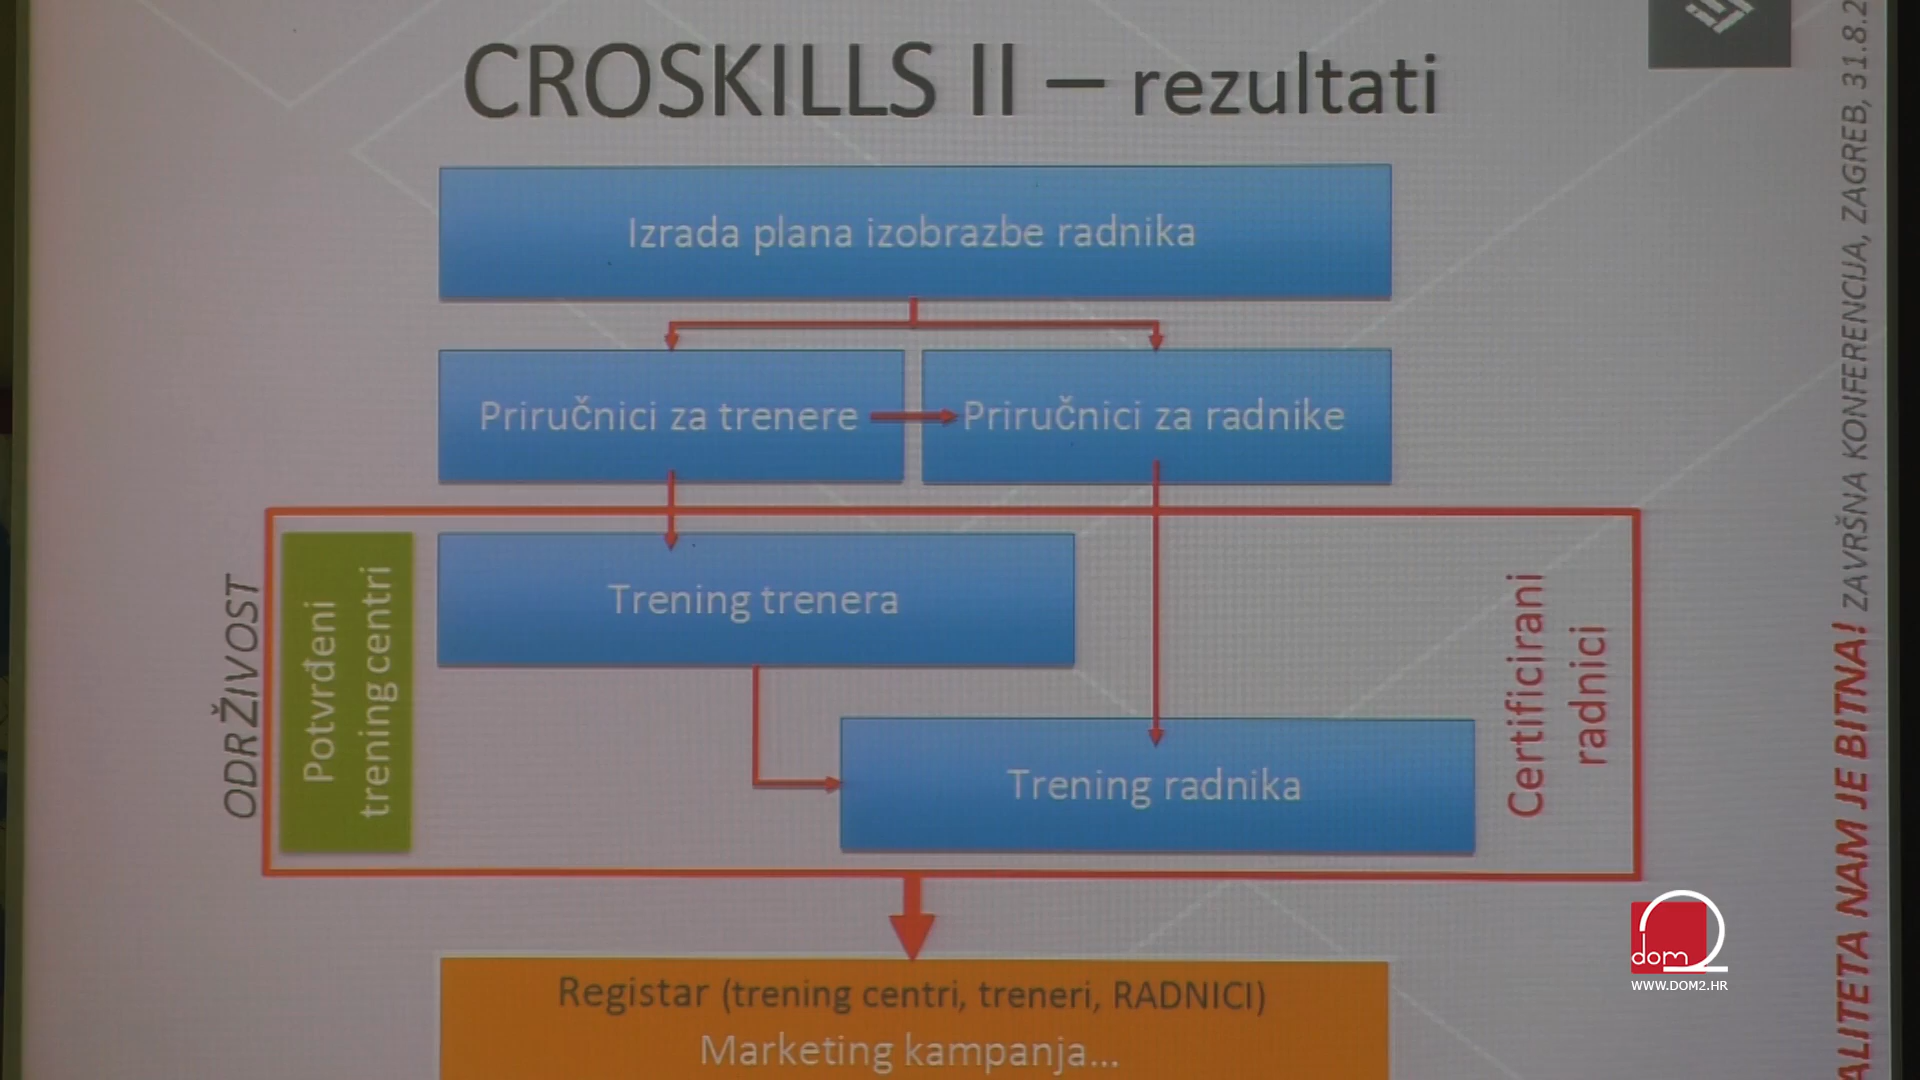 CROSKILLS II – rezultati
Izrada plana izobrazbe radnika
Priručnici za trenere
Priručnici za radnike
ODRŽIVOST
Potvrđeni
trening centri
Trening trenera
Trening radnika
Certificirani
radnici
Registar (trening centri, treneri, RADNICI)
Marketing kampanja...
NAM JE BITNA! ZAVRŠNA KONFERENCIJA, ZAGREB, 31.8.2
dom2
WWW.DOM2.HR